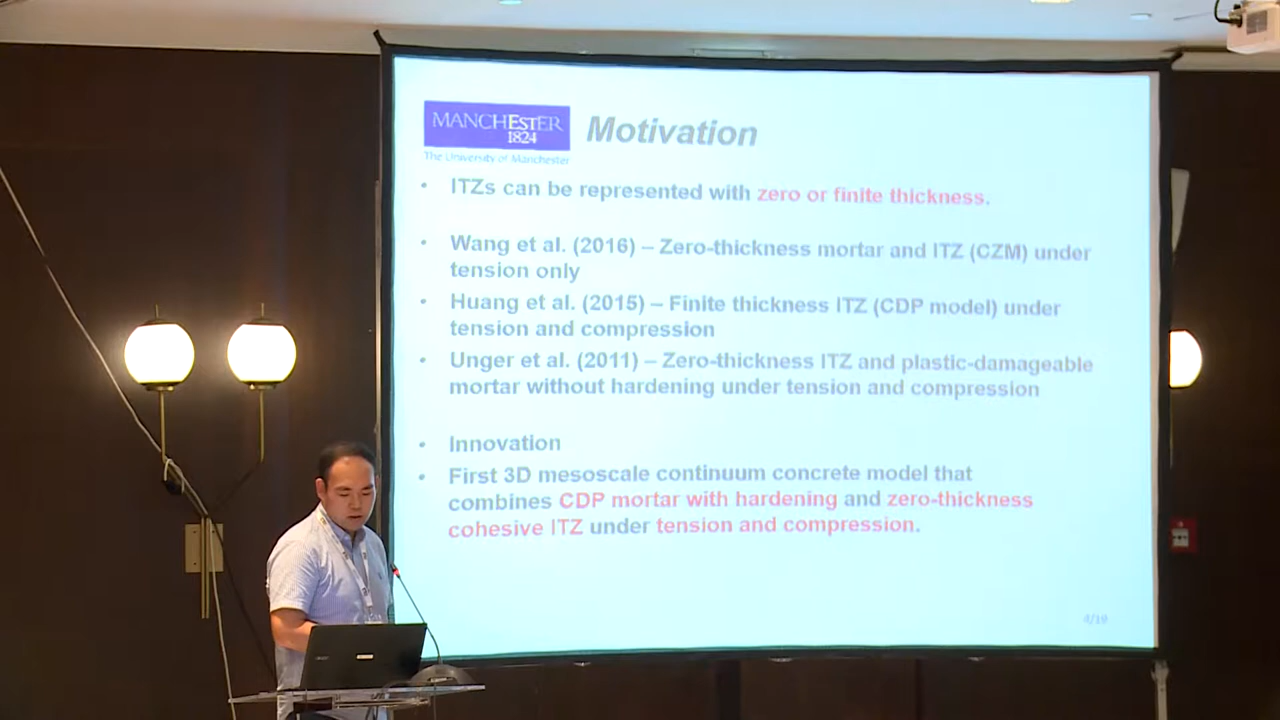 MANCHESTER
1824
The University of Manchester
Motivation
• ITZs can be represented with zero or finite thickness.
• Wang et al. (2016) – Zero-thickness mortar and ITZ (CZM) under
tension only
• Huang et al. (2015) – Finite thickness ITZ (CDP model) under
tension and compression
• Unger et al. (2011) – Zero-thickness ITZ and plastic-damageable
mortar without hardening under tension and compression
• Innovation
• First 3D mesoscale continuum concrete model that
combines CDP mortar with hardening and zero-thickness
cohesive ITZ under tension and compression.
4/19